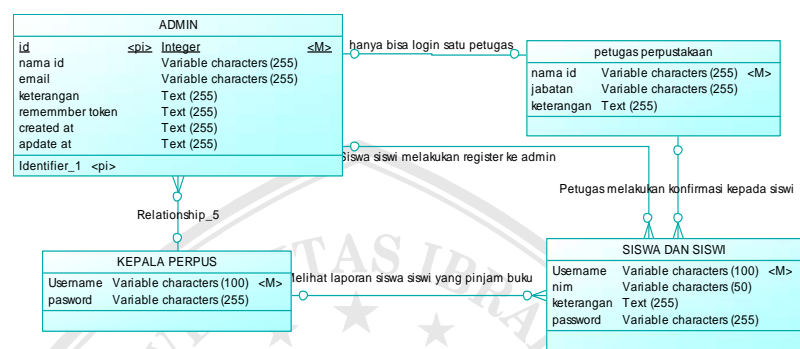 ADMIN
id <pi> Integer <M>
nama id Variable characters (255)
email Variable characters (255)
keterangan Text (255)
rememmber token Text (255)
created at Text (255)
apdate at Text (255)
Identifier_1 <pi>
hanya bisa login satu petugas
petugas perpustakaan
nama id Variable characters (255) <M>
jabatan Variable characters (255)
keterangan Text (255)
Siswa siswi melakukan register ke admin
Petugas melakukan konfirmasi kepada siswi
Relationship_5
KEPALA PERPUS
Username Variable characters (100) <M>
pasword Variable characters (255)
Melihat laporan siswa siswi yang pinjam buku
SISWA DAN SISWI
Username Variable characters (100) <M>
nim Variable characters (50)
keterangan Text (255)
password Variable characters (255)